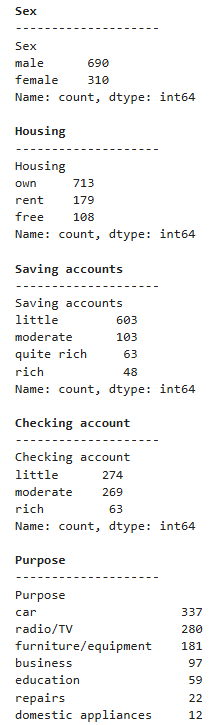 Sex
--------------------
Sex
male      690
female    310
Name: count, dtype: int64
Housing
--------------------
Housing
own     713
rent    179
free    108
Name: count, dtype: int64
Saving accounts
--------------------
Saving accounts
little        603
moderate      103
quite rich     63
rich           48
Name: count, dtype: int64
Checking account
--------------------
Checking account
little      274
moderate    269
rich         63
Name: count, dtype: int64
Purpose
--------------------
Purpose
car                    337
radio/TV               280
furniture/equipment    181
business                97
education               59
repairs                 22
domestic appliances     12